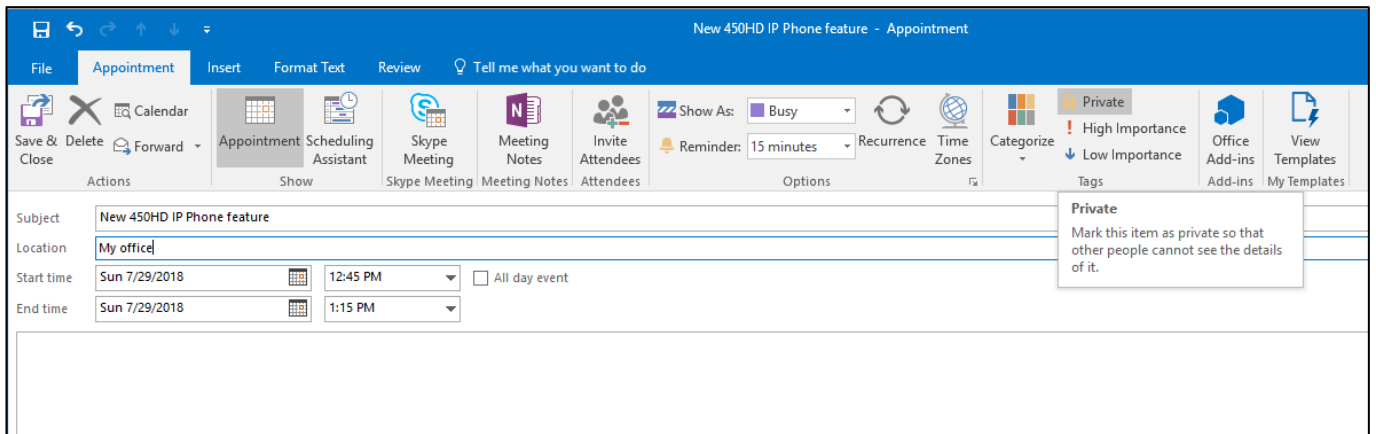 New 450HD IP Phone feature - Appointment
File Appointment Insert Format Text Review Tell me what you want to do
Save & Close
Delete
Calendar
Forward
Actions
Appointment
Scheduling Assistant
Show
Skype Meeting
Skype Meeting
Meeting Notes
Meeting Notes
Invite Attendees
Attendees
Show As: Busy
Reminder: 15 minutes
Recurrence
Time Zones
Options
Categorize
Private
High Importance
Low Importance
Tags
Office Add-ins
Add-ins
View Templates
My Templates
Subject New 450HD IP Phone feature
Location My office
Start time Sun 7/29/2018 12:45 PM All day event
End time Sun 7/29/2018 1:15 PM
Private
Mark this item as private so that
other people cannot see the details
of it.